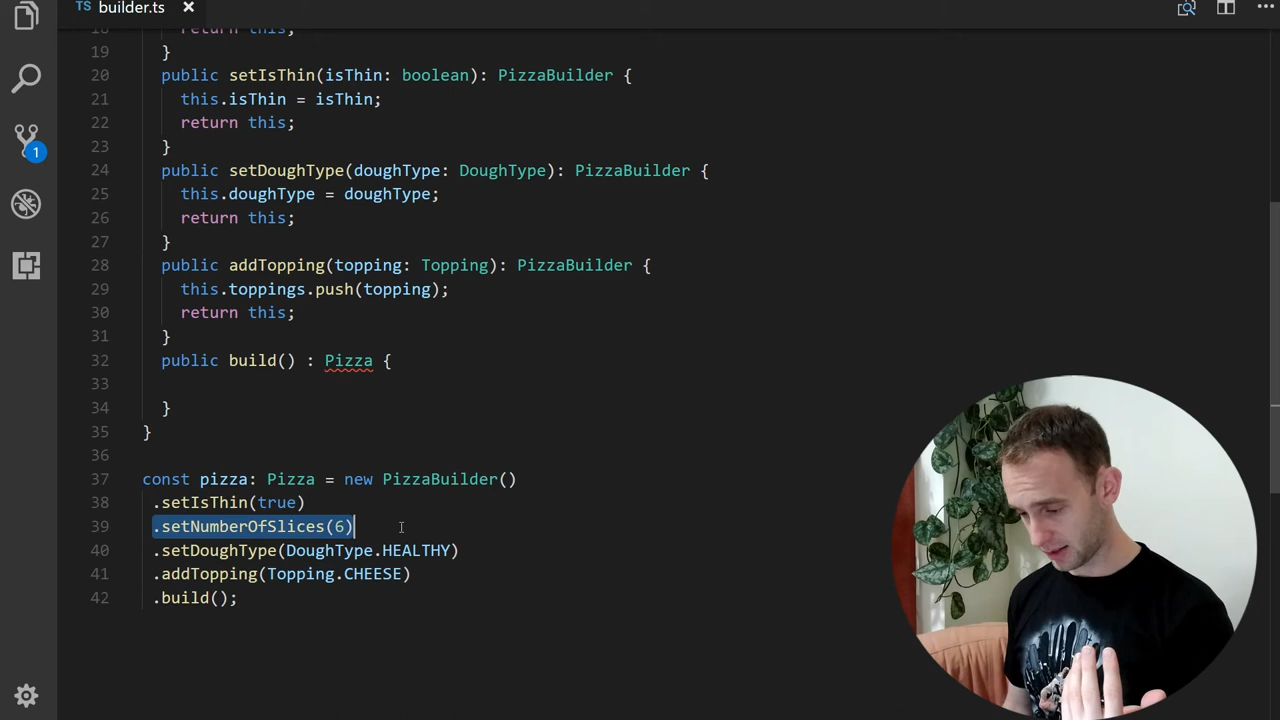 TS builder.ts
18 return this;
19 }
20 public setIsThin(isThin: boolean): PizzaBuilder {
21 this.isThin = isThin;
22 return this;
23 }
24 public setDoughType(doughType: DoughType): PizzaBuilder {
25 this.doughType = doughType;
26 return this;
27 }
28 public addTopping(topping: Topping): PizzaBuilder {
29 this.toppings.push(topping);
30 return this;
31 }
32 public build() : Pizza {
33
34 }
35 }
36
37 const pizza: Pizza = new PizzaBuilder()
38 .setIsThin(true)
39 .setNumberOfSlices(6)
40 .setDoughType(DoughType.HEALTHY)
41 .addTopping(Topping.CHEESE)
42 .build();
1